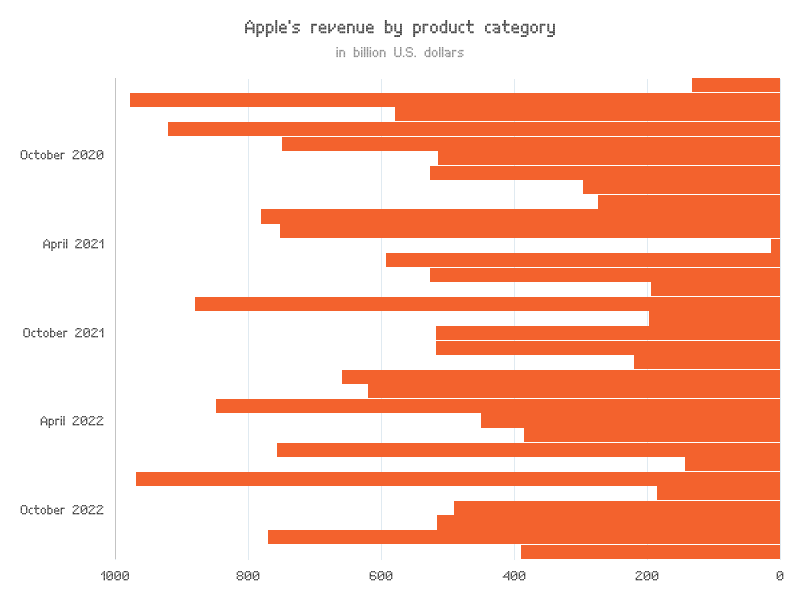 Apple's revenue by product category
in billion U.S. dollars
October 2020
April 2021
October 2021
April 2022
October 2022
1000 800 600 400 200 0